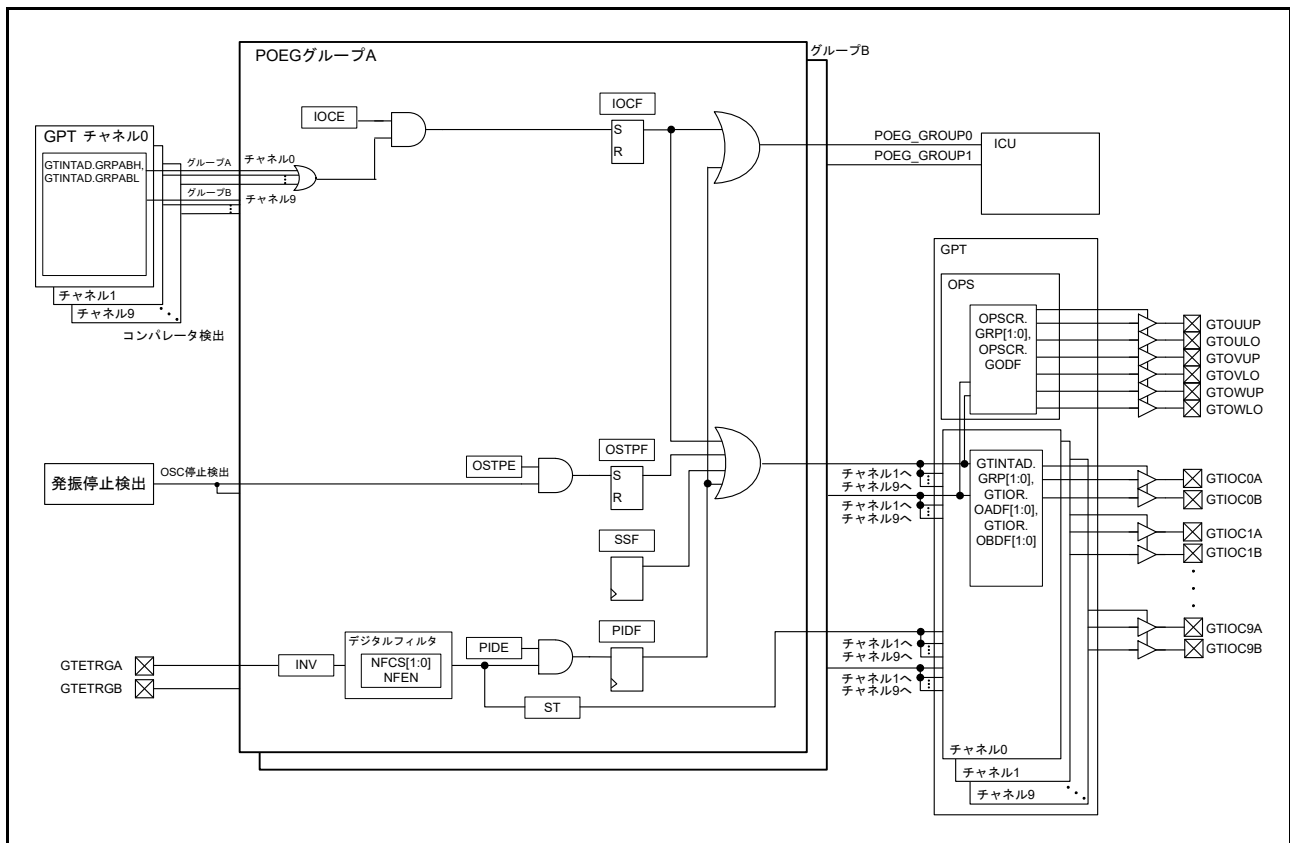 POEGグループA
グループB
IOCE
IOCF
S
R
GPT チャネル0
GTINTAD.GRPABH,
GTINTAD.GRPABL
グループA
チャネル0
グループB
チャネル9
チャネル1
チャネル9
コンパレータ検出
POEG_GROUP0
POEG_GROUP1
ICU
GPT
OPS
OPSCR.
GRP[1:0],
OPSCR.
GODF
GTOUUP
GTOULO
GTOVUP
GTOVLO
GTOWUP
GTOWLO
発振停止検出
OSC停止検出
OSTPE
OSTPF
S
R
SSF
チャネル1へ
チャネル9へ
チャネル1へ
チャネル9へ
GTINTAD.
GRP[1:0],
GTIOR.
OADF[1:0],
GTIOR.
OBDF[1:0]
GTIOC0A
GTIOC0B
GTIOC1A
GTIOC1B
GTIOC9A
GTIOC9B
GTETRGA
GTETRGB
INV
デジタルフィルタ
NFCS[1:0]
NFEN
PIDE
PIDF
ST
チャネル1へ
チャネル9へ
チャネル1へ
チャネル9へ
チャネル0
チャネル1
チャネル9